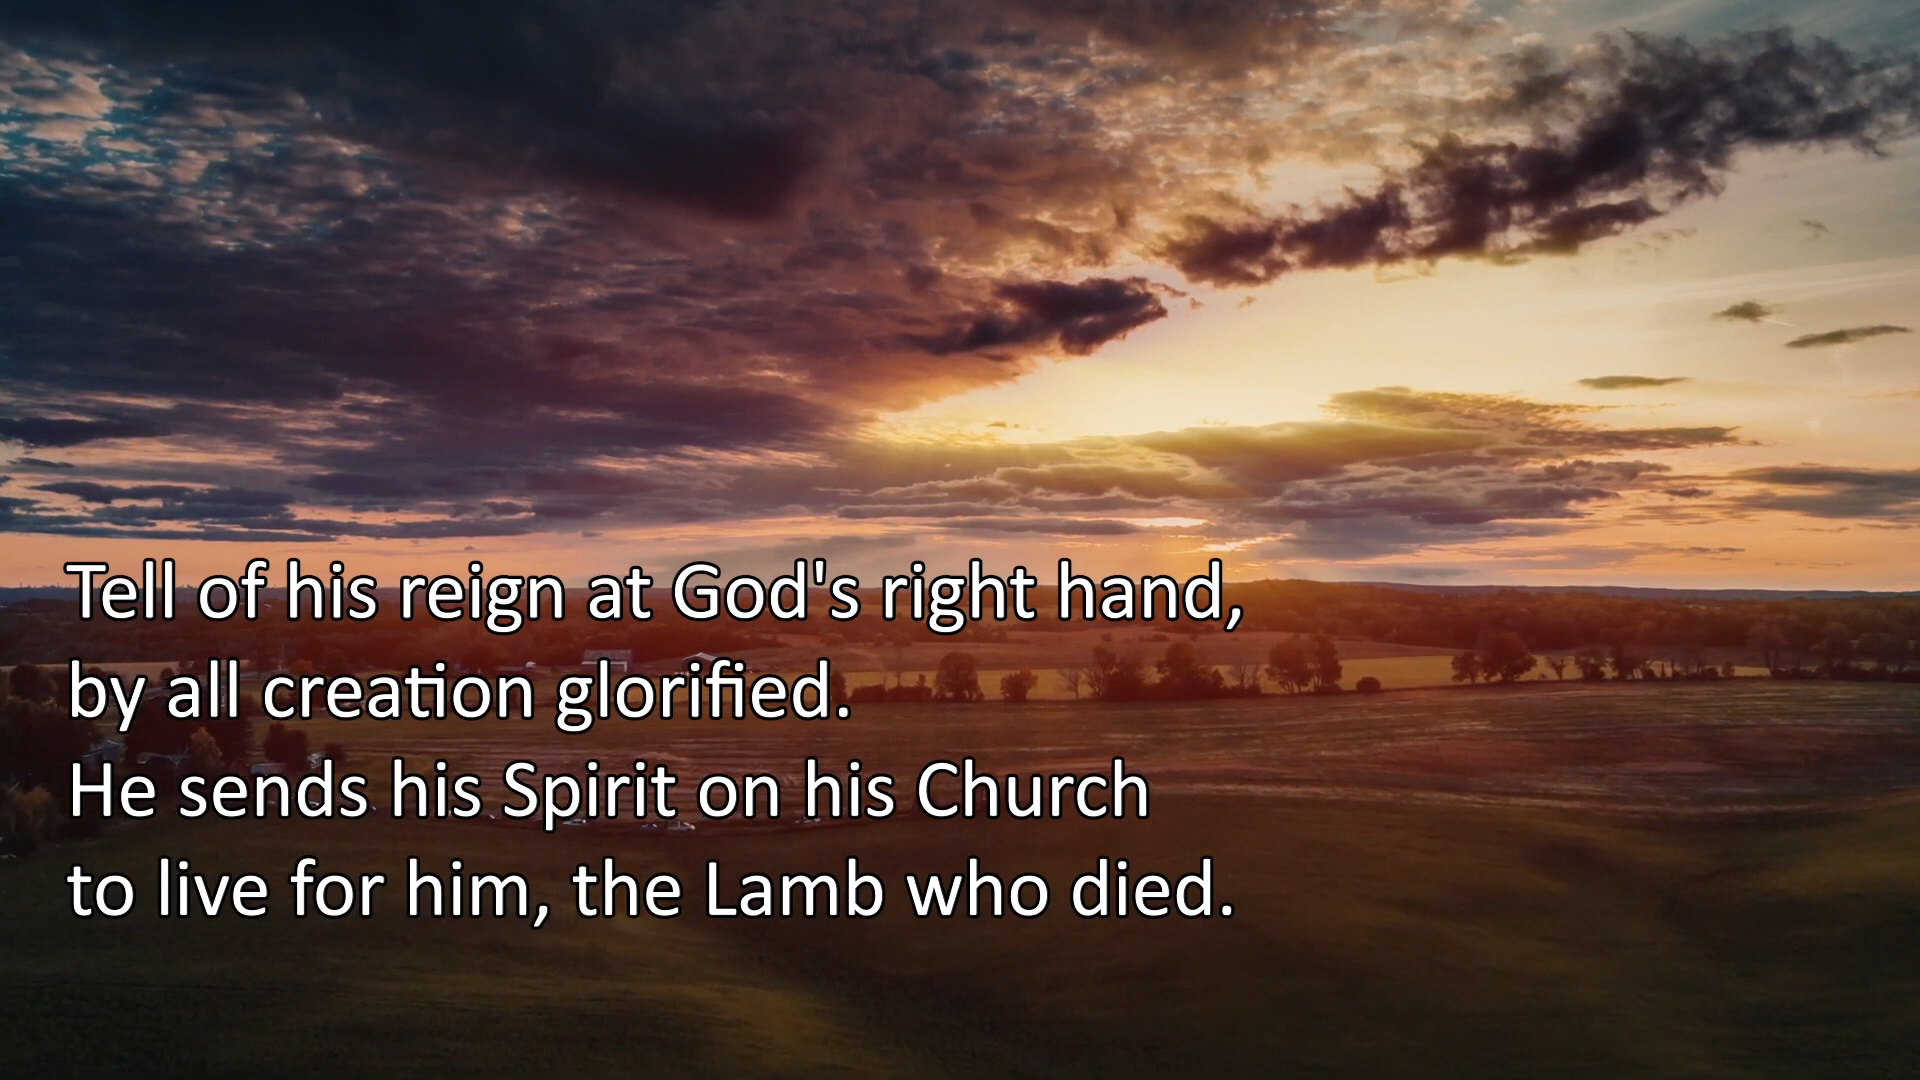 Tell of his reign at God's right hand,
by all creation glorified.
He sends his Spirit on his Church
to live for him, the Lamb who died.